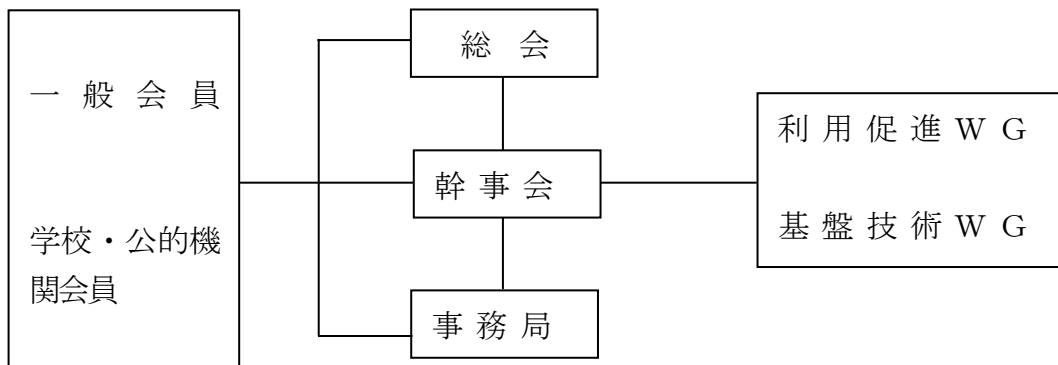 一般会員
学校・公的機
関会員
総会
幹事会
事務局
利用促進ＷＧ
基盤技術ＷＧ